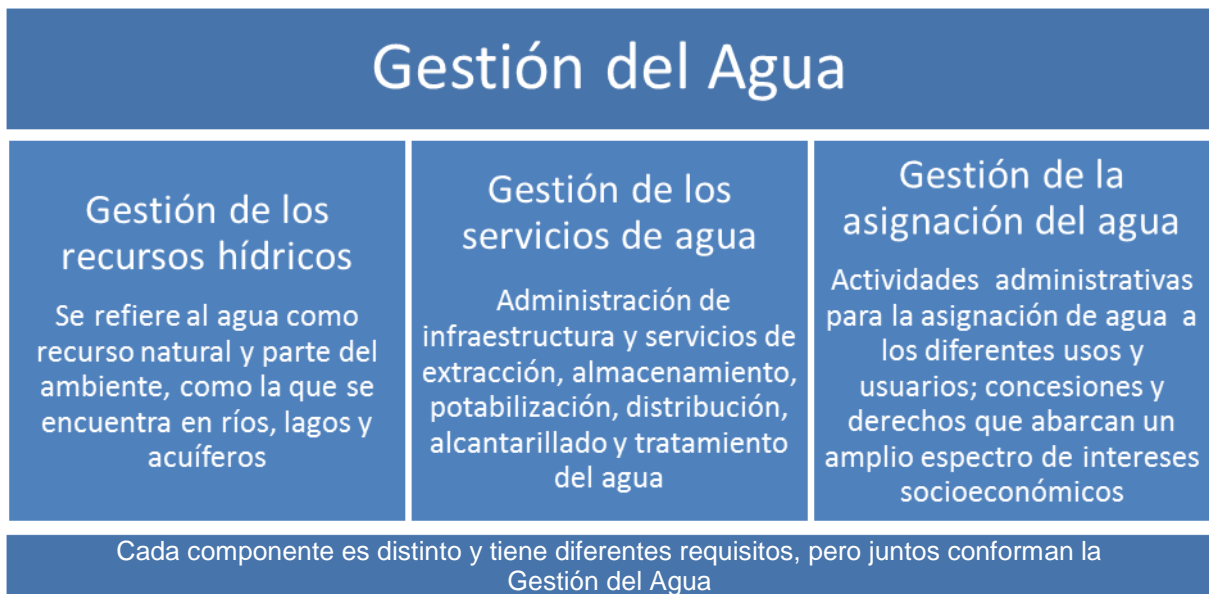 Gestión del Agua
Gestión de los
recursos hídricos
Se refiere al agua como
recurso natural y parte del
ambiente, como la que se
encuentra en ríos, lagos y
acuíferos
Gestión de los
servicios de agua
Administración de
infraestructura y servicios de
extracción, almacenamiento,
potabilización, distribución,
alcantarillado y tratamiento
del agua
Gestión de la
asignación del agua
Actividades administrativas
para la asignación de agua a
los diferentes usos y
usuarios; concesiones y
derechos que abarcan un
amplio espectro de intereses
socioeconómicos
Cada componente es distinto y tiene diferentes requisitos, pero juntos conforman la
Gestión del Agua